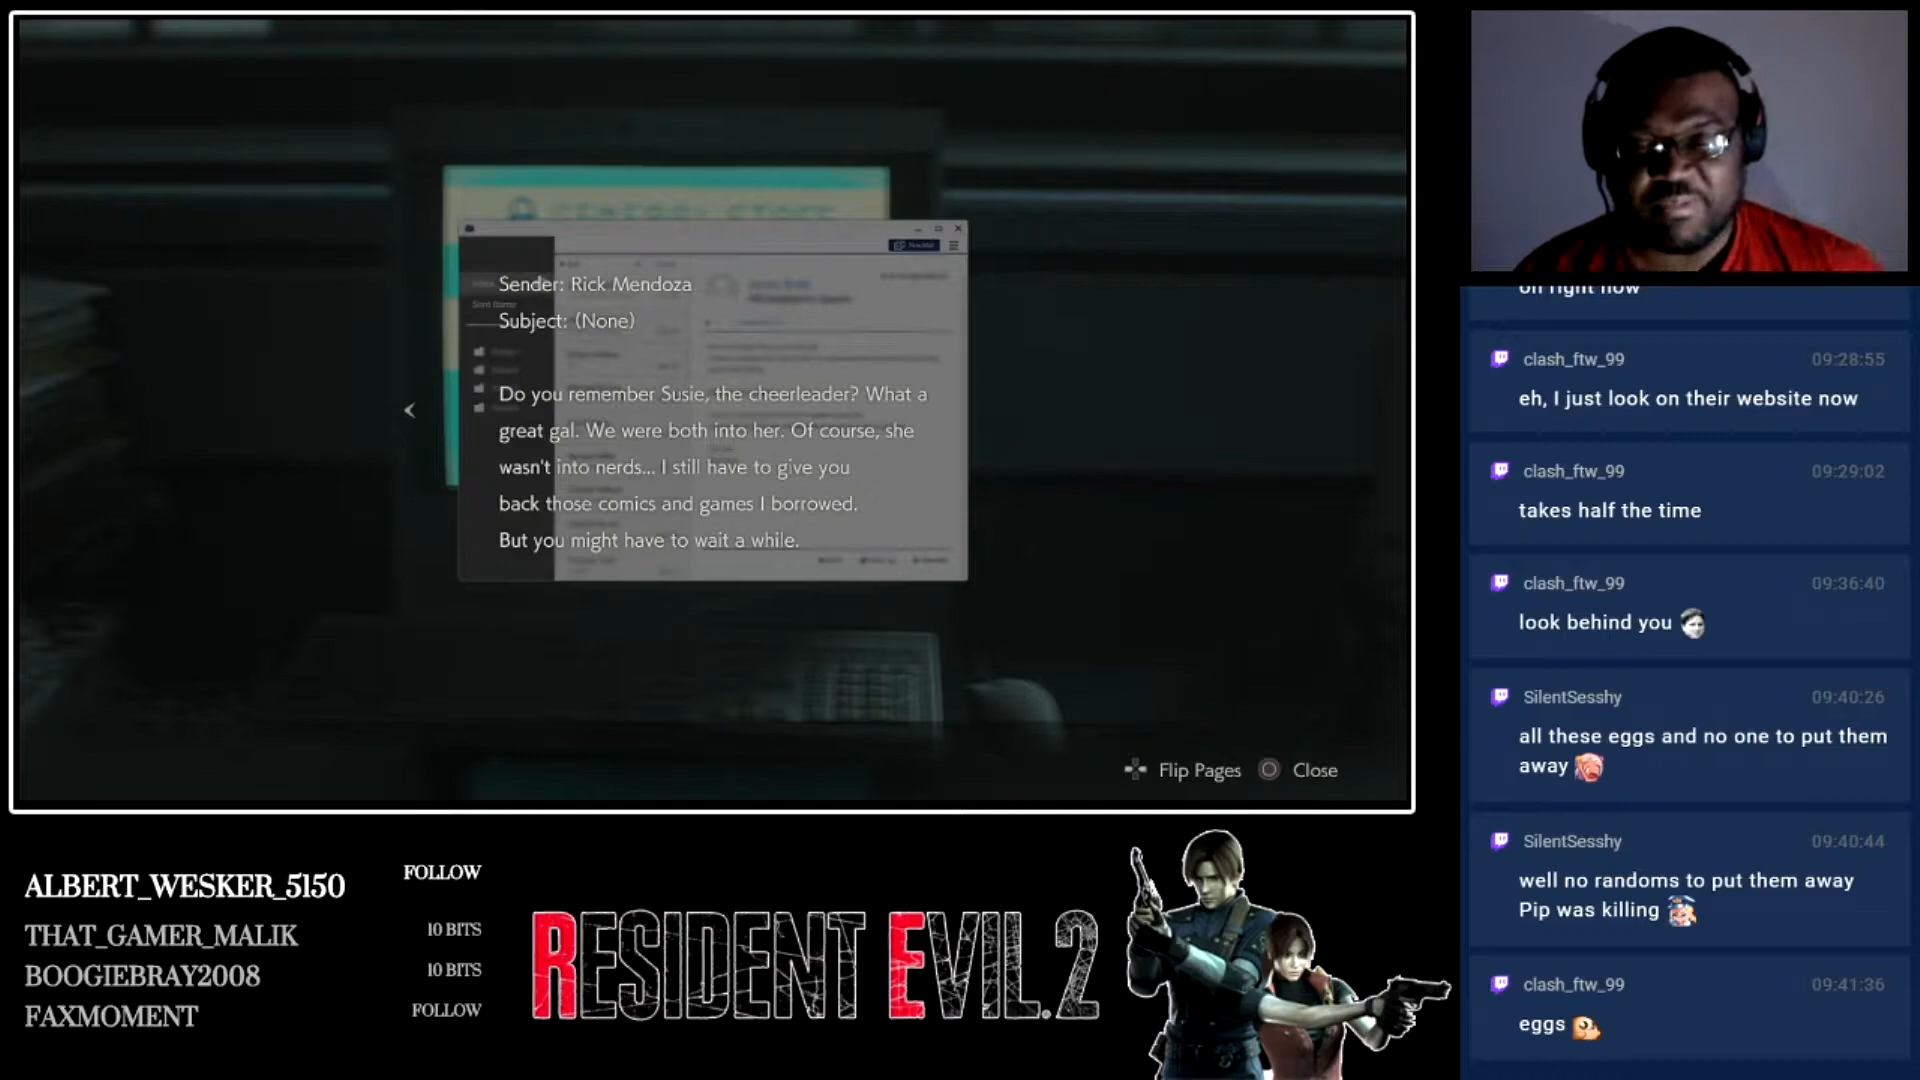 Sender: Rick Mendoza
Subject: (None)
Do you remember Susie, the cheerleader? What a
great gal. We were both into her. Of course, she
wasn't into nerds... I still have to give you
back those comics and games I borrowed.
But you might have to wait a while.
Flip Pages
Close
on right now
clash_ftw_99 09:28:55
eh, I just look on their website now
clash_ftw_99 09:29:02
takes half the time
clash_ftw_99 09:36:40
look behind you
SilentSesshy 09:40:26
all these eggs and no one to put them
away
SilentSesshy 09:40:44
well no randoms to put them away
Pip was killing
clash_ftw_99 09:41:36
eggs
ALBERT_WESKER_5150 FOLLOW
THAT_GAMER_MALIK 10 BITS
BOOGIEBRAY2008 10 BITS
FAXMOMENT FOLLOW
RESIDENT EVIL.2